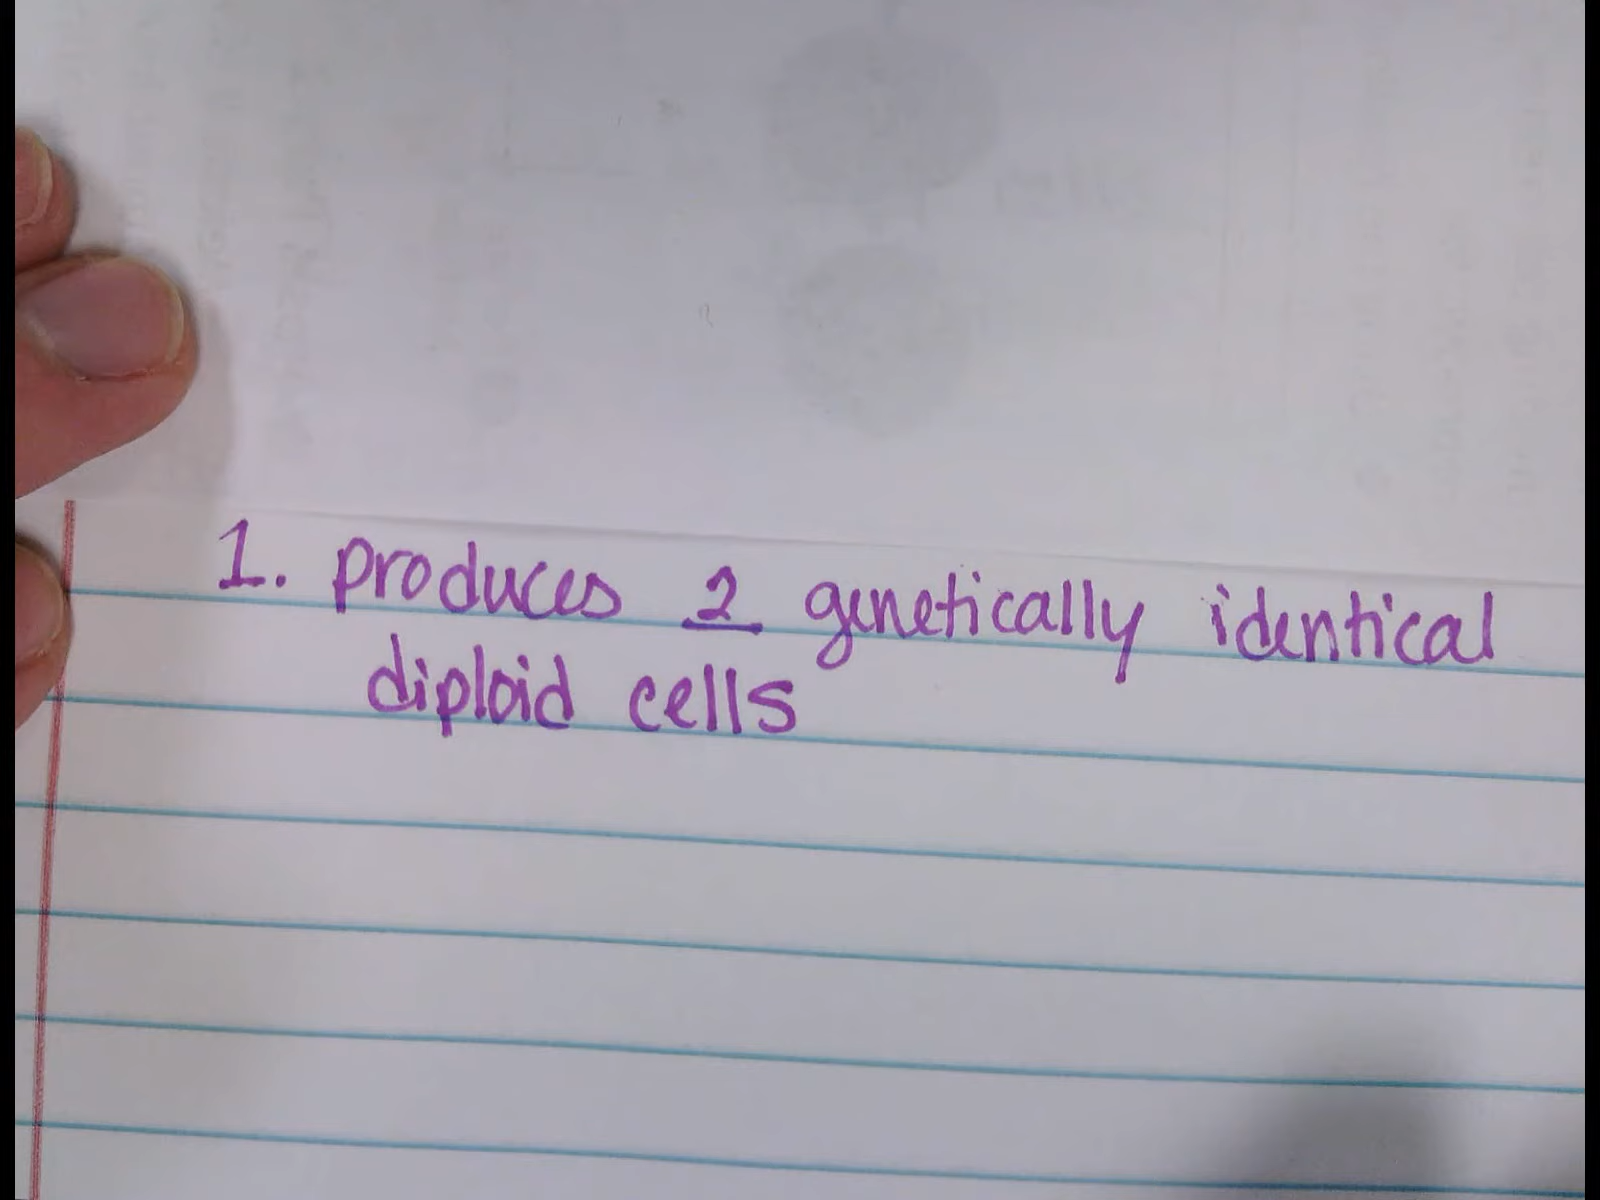 1. produces 2 genetically identical
diploid cells